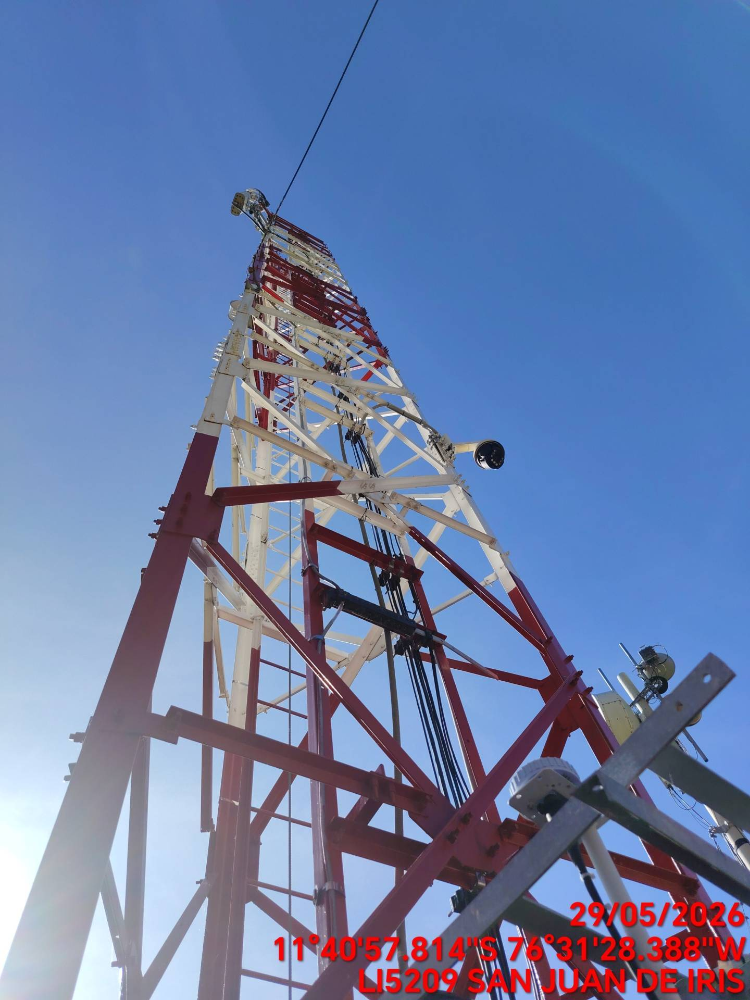 29/05/2026
11°40'57.814"S 76°31'28.388"W
LI5209 SAN JUAN DE IRIS